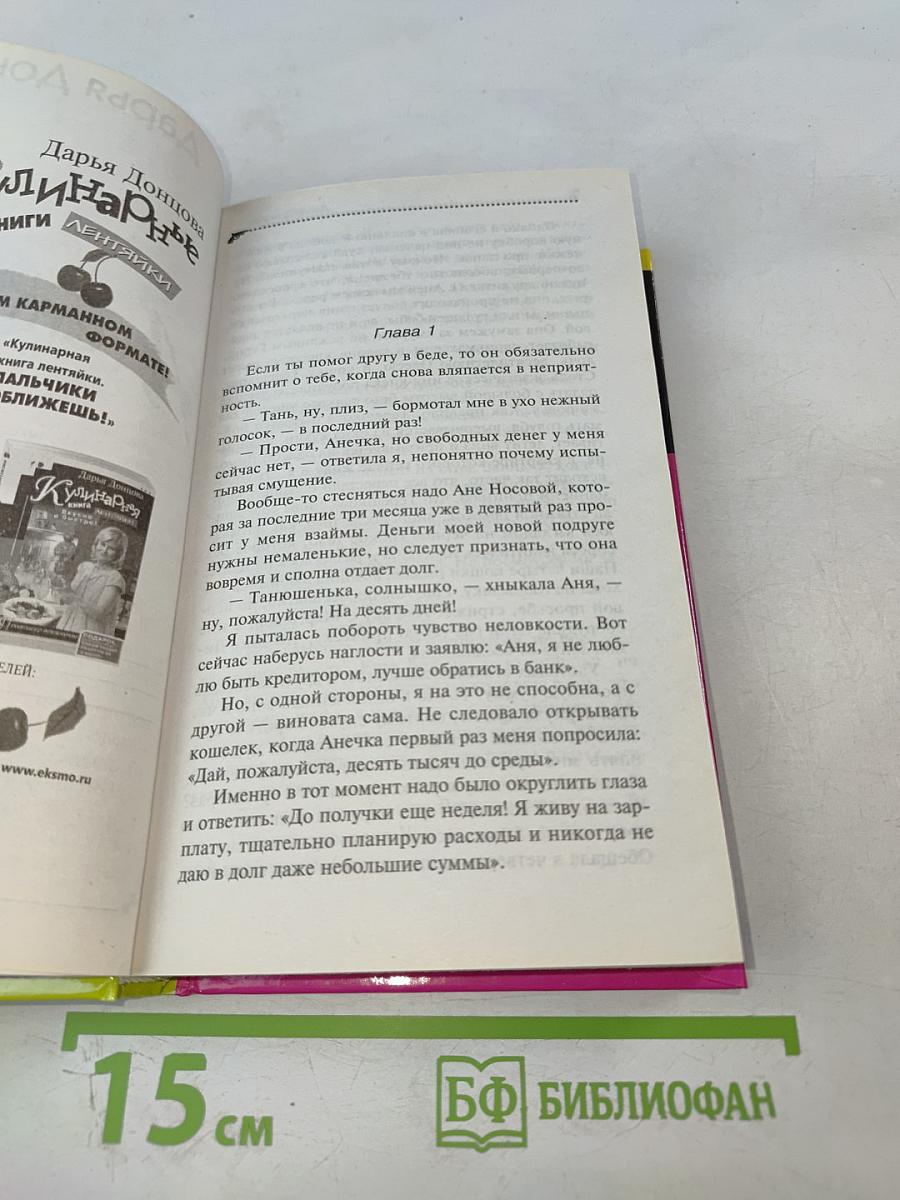 Дарья Донцова
Кулинарные
КНИГИ
ЛЕНТЯЙКИ
КАРМАННОМ
ФОРМАТЕ!
«Кулинарная
книга лентяйки.
ПАЛЬЧИКИ
ОБЛИЖЕШЬ!»
Дарья Донцова
Кулинарная
книга
www.eksmo.ru
Глава 1
Если ты помог другу в беде, то он обязательно
вспомнит о тебе, когда снова вляпается в неприят-
ность.
— Тань, ну, плиз, — бормотал мне в ухо нежный
голосок, — в последний раз!
— Прости, Анечка, но свободных денег у меня
сейчас нет, — ответила я, непонятно почему испы-
тывая смущение.
Вообще-то стесняться надо Ане Носовой, кото-
рая за последние три месяца уже в девятый раз про-
сит у меня взаймы. Деньги моей новой подруге
нужны немаленькие, но следует признать, что она
вовремя и сполна отдает долг.
— Танюшенька, солнышко, — хныкала Аня, —
ну, пожалуйста! На десять дней!
Я пыталась побороть чувство неловкости. Вот
сейчас наберусь наглости и заявлю: «Аня, я не люб-
лю быть кредитором, лучше обратись в банк».
Но, с одной стороны, я на это не способна, а с
другой — виновата сама. Не следовало открывать
кошелек, когда Анечка первый раз меня попросила:
«Дай, пожалуйста, десять тысяч до среды».
Именно в тот момент надо было округлить глаза
и ответить: «До получки еще неделя! Я живу на зар-
плату, тщательно планирую расходы и никогда не
даю в долг даже небольшие суммы».
15 см
БФ БИБЛИОФАН